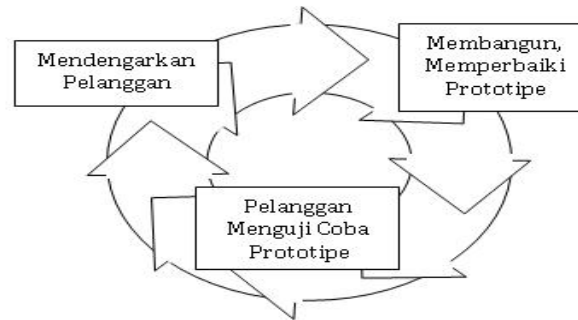 Mendengarkan
Pelanggan
Membangun,
Memperbaiki
Prototipe
Pelanggan
Menguji Coba
Prototipe